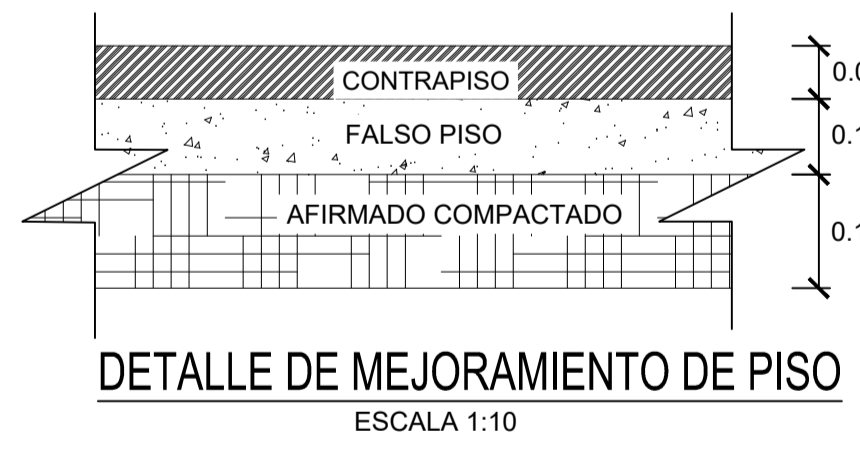 CONTRAPISO
FALSO PISO
AFIRMADO COMPACTADO
DETALLE DE MEJORAMIENTO DE PISO
ESCALA 1:10